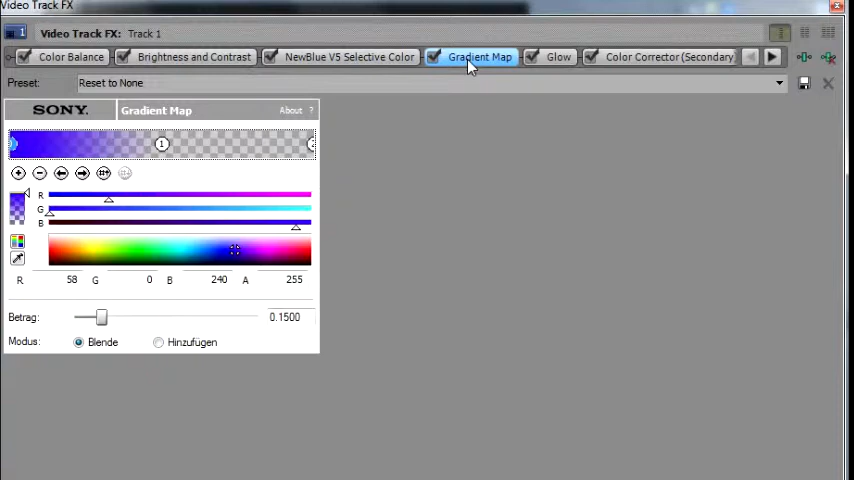 Video Track FX
1 Video Track FX: Track 1
Color Balance Brightness and Contrast NewBlue V5 Selective Color Gradient Map Glow Color Corrector (Secondary)
Preset: Reset to None
SONY. Gradient Map About ?
1
R
G
B
R 58 G 0 B 240 A 255
Betrag: 0.1500
Modus: Blende Hinzufügen